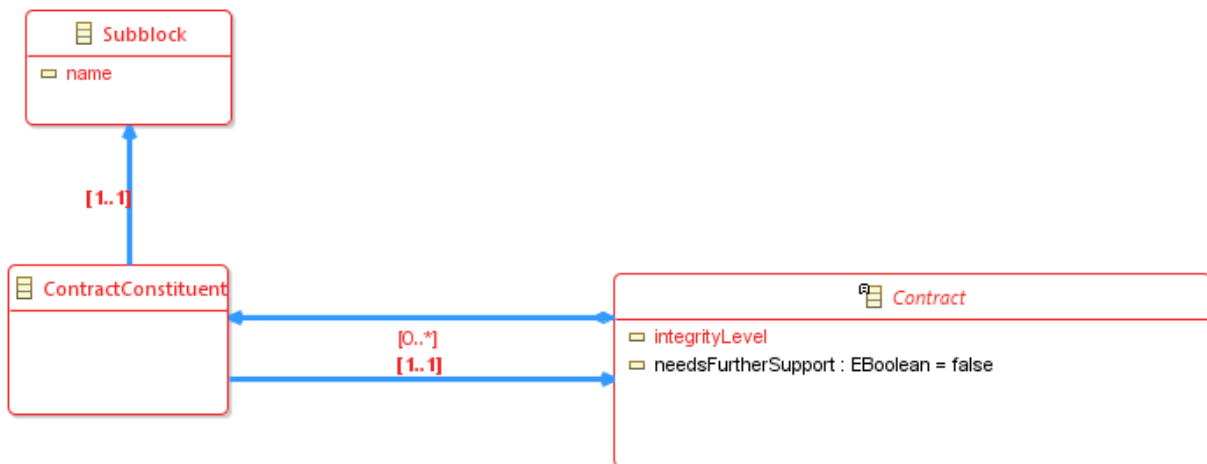 Subblock
name
[1..1]
ContractConstituent
[0..*]
[1..1]
Contract
integrityLevel
needsFurtherSupport : EBoolean = false